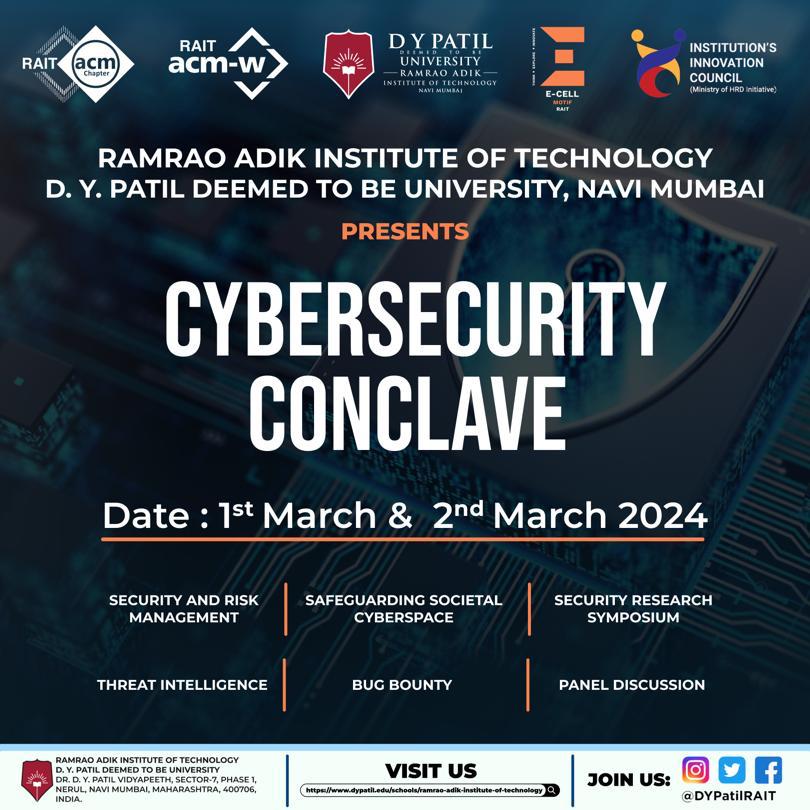 RAIT acm Chapter
RAIT
acm-w
D Y PATIL
DEEMED TO BE
UNIVERSITY
RAMRAO ADIK
INSTITUTE OF TECHNOLOGY
NAVI MUMBAI
E-CELL
MOTIF
RAIT
INSTITUTION'S
INNOVATION
COUNCIL
(Ministry of HRD Initiative)
RAMRAO ADIK INSTITUTE OF TECHNOLOGY
D. Y. PATIL DEEMED TO BE UNIVERSITY, NAVI MUMBAI
PRESENTS
CYBERSECURITY
CONCLAVE
Date : 1st March & 2nd March 2024
SECURITY AND RISK
MANAGEMENT
SAFEGUARDING SOCIETAL
CYBERSPACE
SECURITY RESEARCH
SYMPOSIUM
THREAT INTELLIGENCE
BUG BOUNTY
PANEL DISCUSSION
RAMRAO ADIK INSTITUTE OF TECHNOLOGY
D. Y. PATIL DEEMED TO BE UNIVERSITY
DR. D. Y. PATIL VIDYAPEETH, SECTOR-7, PHASE 1,
NERUL, NAVI MUMBAI, MAHARASHTRA, 400706,
INDIA.
VISIT US
https://www.dypatil.edu/schools/ramrao-adik-institute-of-technology
JOIN US:
@DYPatilRAIT